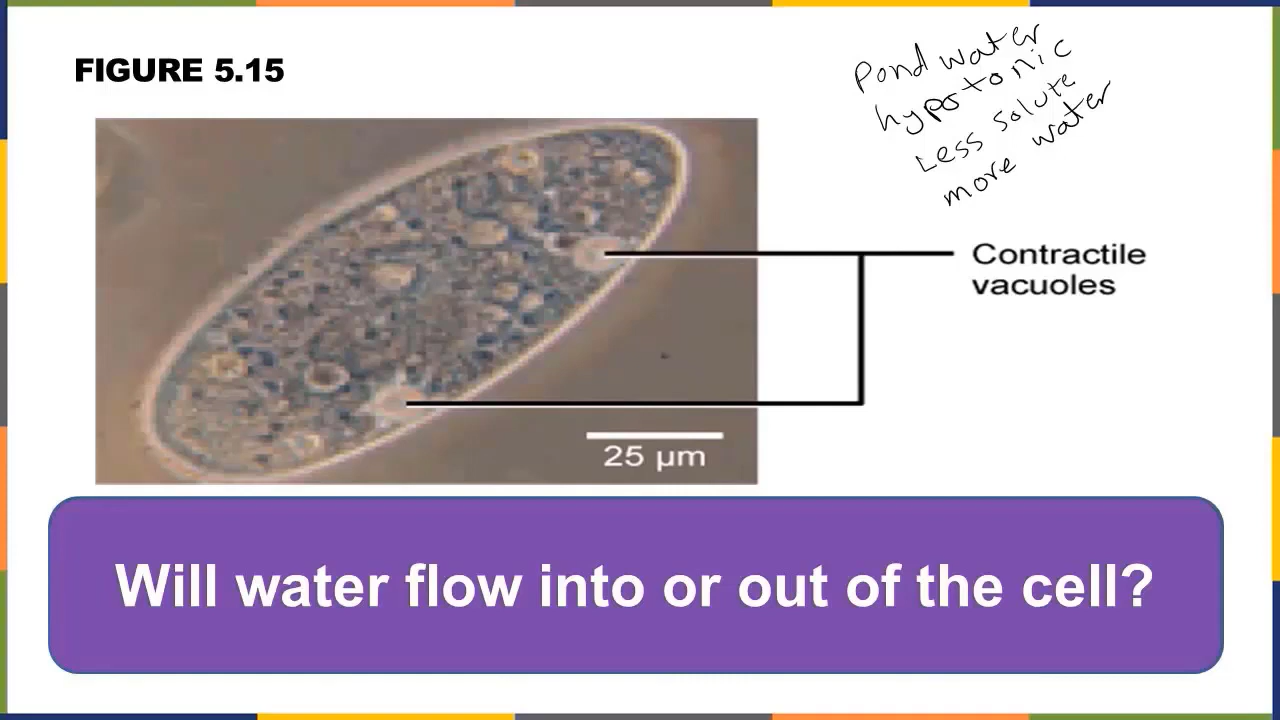 FIGURE 5.15
Pond water
hypotonic
Less solute
more water
Contractile
vacuoles
25 μm
Will water flow into or out of the cell?